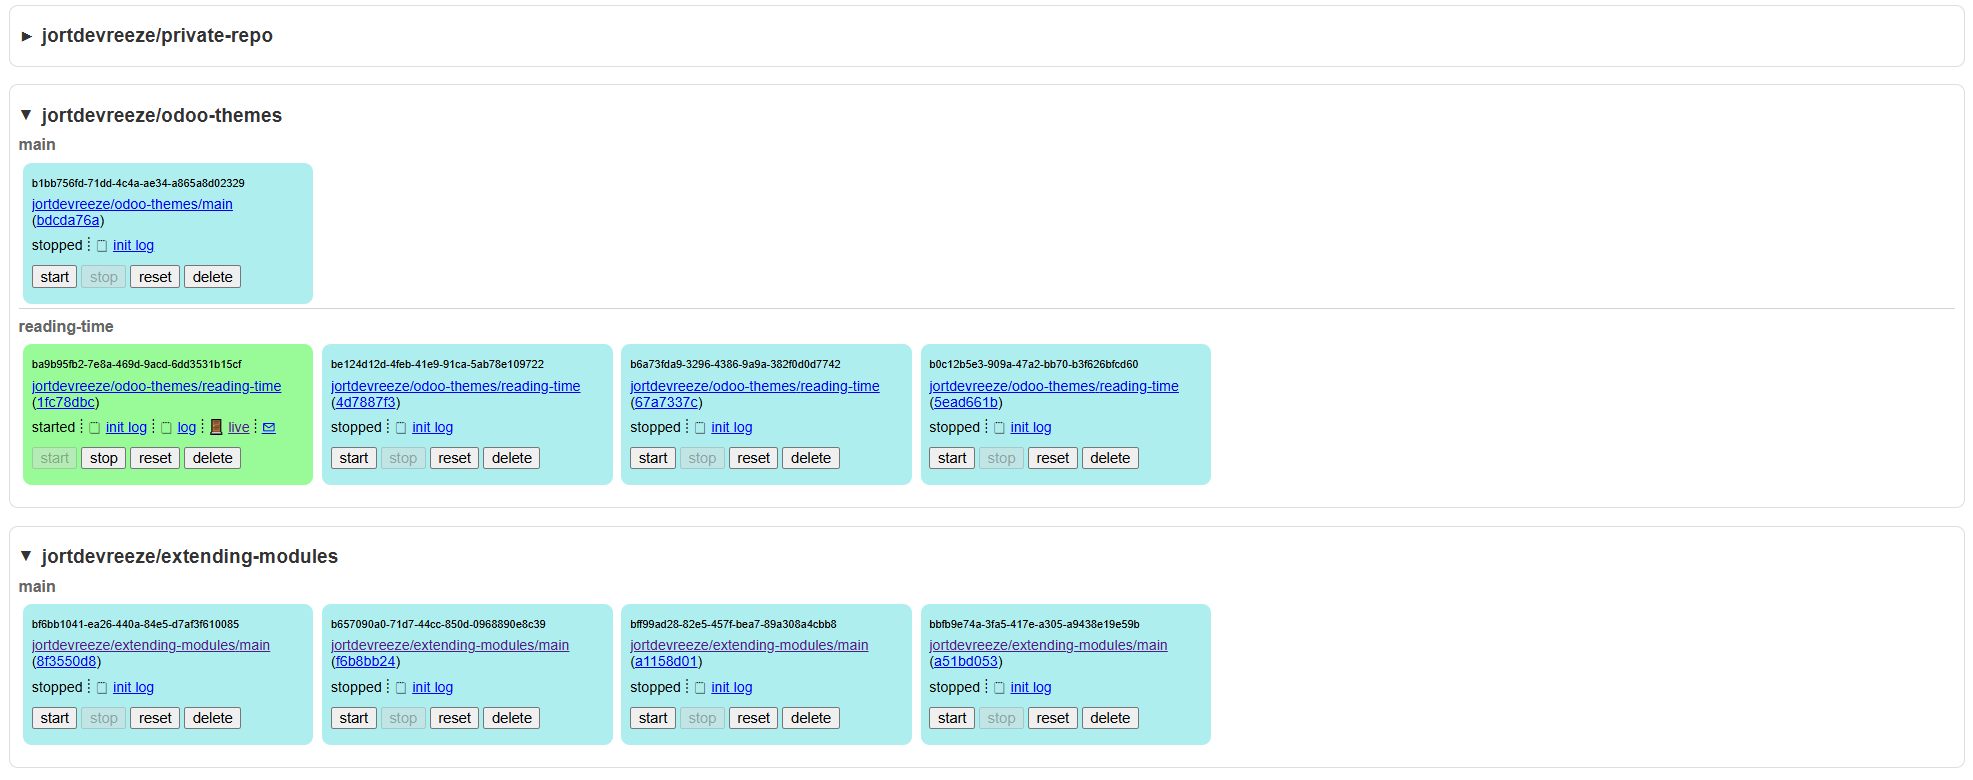 jortdevreeze/private-repo
jortdevreeze/odoo-themes
main
b1bb756fd-71dd-4c4a-ae34-a865a8d02329
jortdevreeze/odoo-themes/main
(bdcda76a)
stopped init log
start stop reset delete
reading-time
ba9b95fb2-7e8a-469d-9acd-6dd3531b15cf
jortdevreeze/odoo-themes/reading-time
(1fc78dbc)
started init log log live
start stop reset delete
be124d12d-4feb-41e9-91ca-5ab78e109722
jortdevreeze/odoo-themes/reading-time
(4d7887f3)
stopped init log
start stop reset delete
b6a73fda9-3296-4386-9a9a-382f0d0d7742
jortdevreeze/odoo-themes/reading-time
(67a7337c)
stopped init log
start stop reset delete
b0c12b5e3-909a-47a2-bb70-b3f626bfcd60
jortdevreeze/odoo-themes/reading-time
(5ead661b)
stopped init log
start stop reset delete
jortdevreeze/extending-modules
main
bf6bb1041-ea26-440a-84e5-d7af3f610085
jortdevreeze/extending-modules/main
(8f3550d8)
stopped init log
start stop reset delete
b657090a0-71d7-44cc-850d-0968890e8c39
jortdevreeze/extending-modules/main
(f6b8bb24)
stopped init log
start stop reset delete
bff99ad28-82e5-457f-bea7-89a308a4cbb8
jortdevreeze/extending-modules/main
(a1158d01)
stopped init log
start stop reset delete
bbfb9e74a-3fa5-417e-a305-a9438e19e59b
jortdevreeze/extending-modules/main
(a51bd053)
stopped init log
start stop reset delete